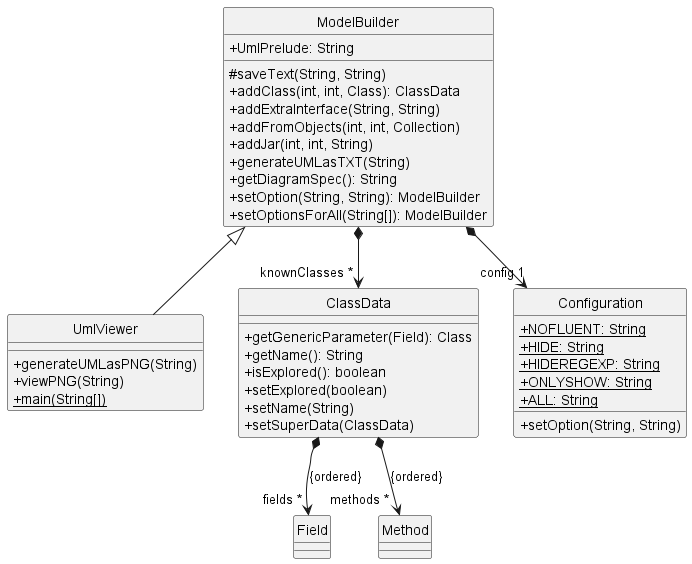 ModelBuilder
+UmlPrelude: String
#saveText(String, String)
+addClass(int, int, Class): ClassData
+addExtraInterface(String, String)
+addFromObjects(int, int, Collection)
+addJar(int, int, String)
+generateUMLasTXT(String)
+getDiagramSpec(): String
+setOption(String, String): ModelBuilder
+setOptionsForAll(String[]): ModelBuilder
knownClasses *
config 1
UmlViewer
+generateUMLasPNG(String)
+viewPNG(String)
+main(String[])
ClassData
+getGenericParameter(Field): Class
+getName(): String
+isExplored(): boolean
+setExplored(boolean)
+setName(String)
+setSuperData(ClassData)
Configuration
+NOFLUENT: String
+HIDE: String
+HIDEREGEXP: String
+ONLYSHOW: String
+ALL: String
+setOption(String, String)
{ordered}
{ordered}
fields *
methods *
Field
Method